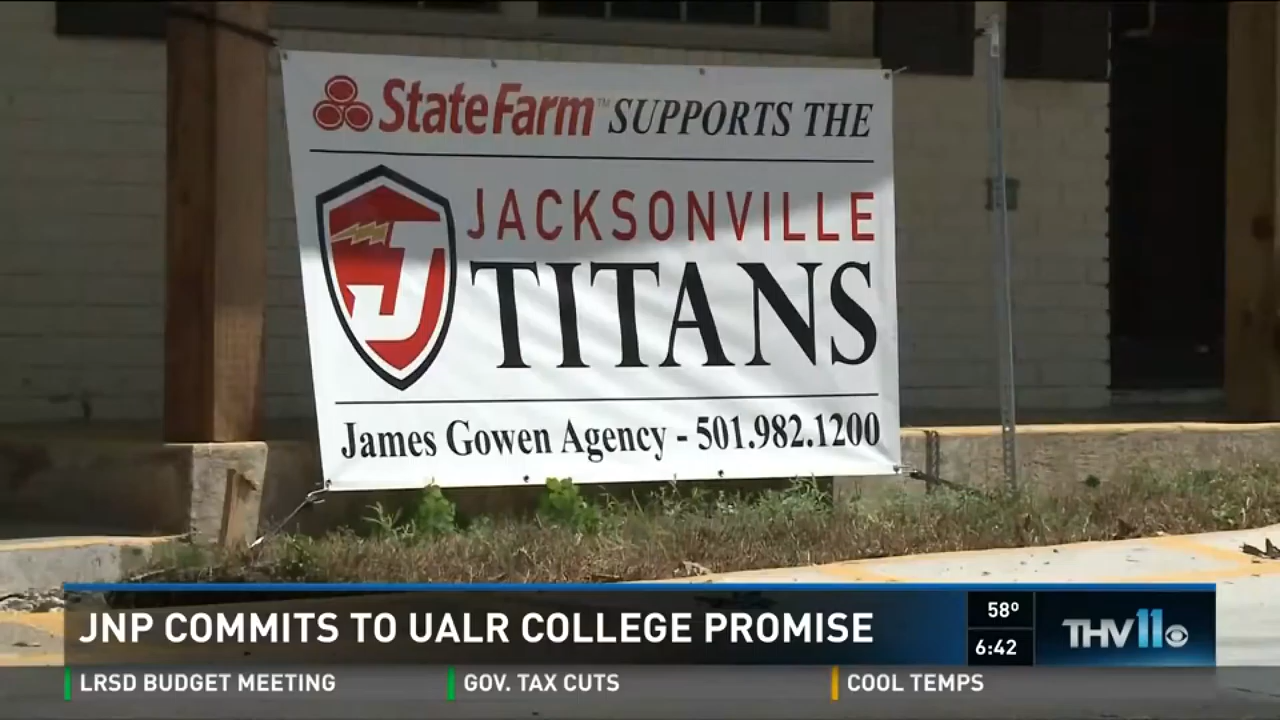 StateFarm™ SUPPORTS THE
J
JACKSONVILLE
TITANS
James Gowen Agency - 501.982.1200
JNP COMMITS TO UALR COLLEGE PROMISE
58°
6:42
THV11
LRSD BUDGET MEETING
GOV. TAX CUTS
COOL TEMPS